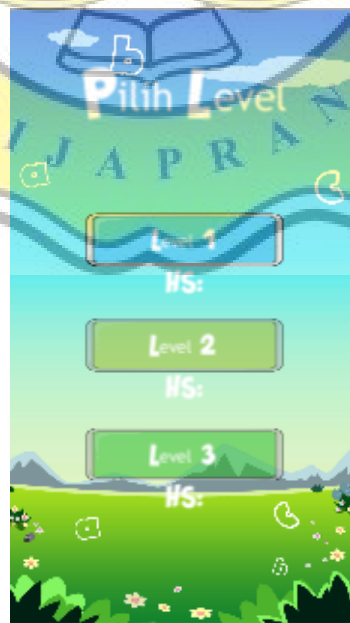 Pilih Level
IJAPRAN
Level 1
HS:
Level 2
HS:
Level 3
HS: